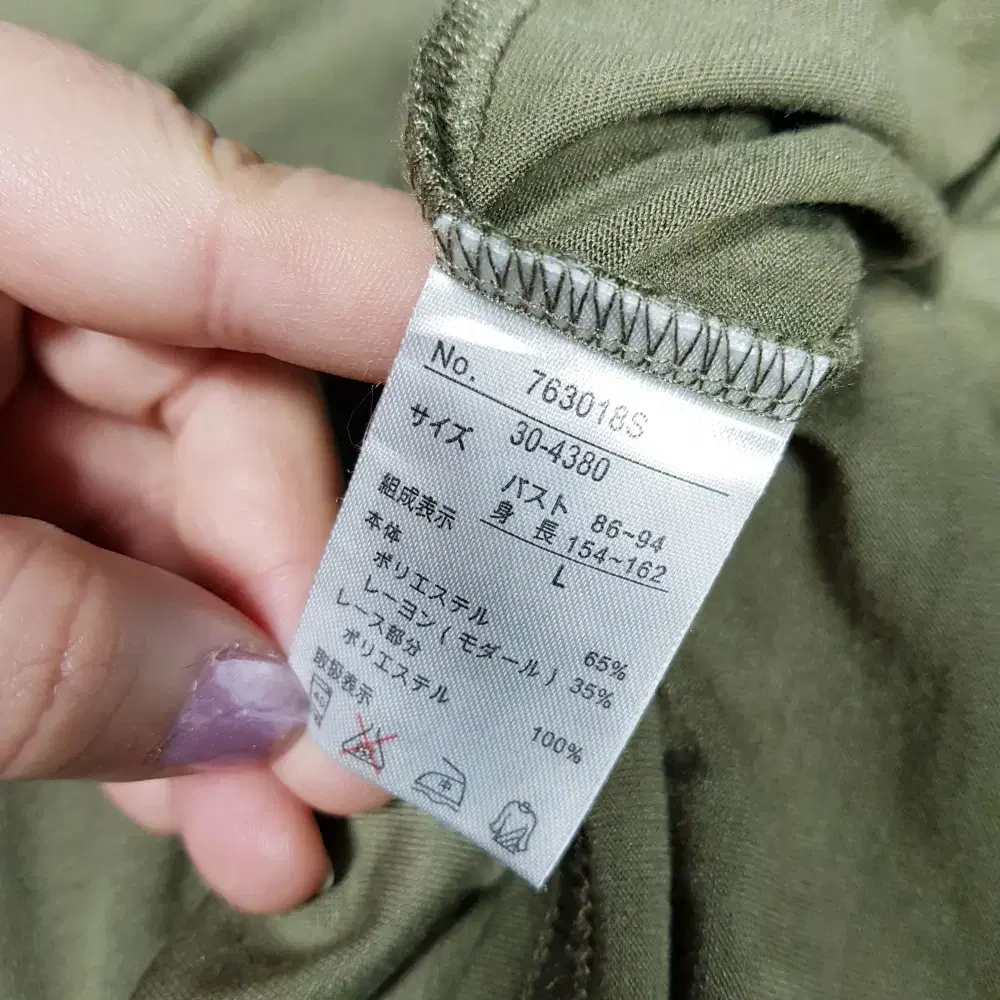 No. 763018S
30-4380
サイズ バスト 86~94
身長 154~162
L
組成表示
本体
ポリエステル 65%
レーヨン(モダール) 35%
レース部分
ポリエステル 100%
取扱表示
中